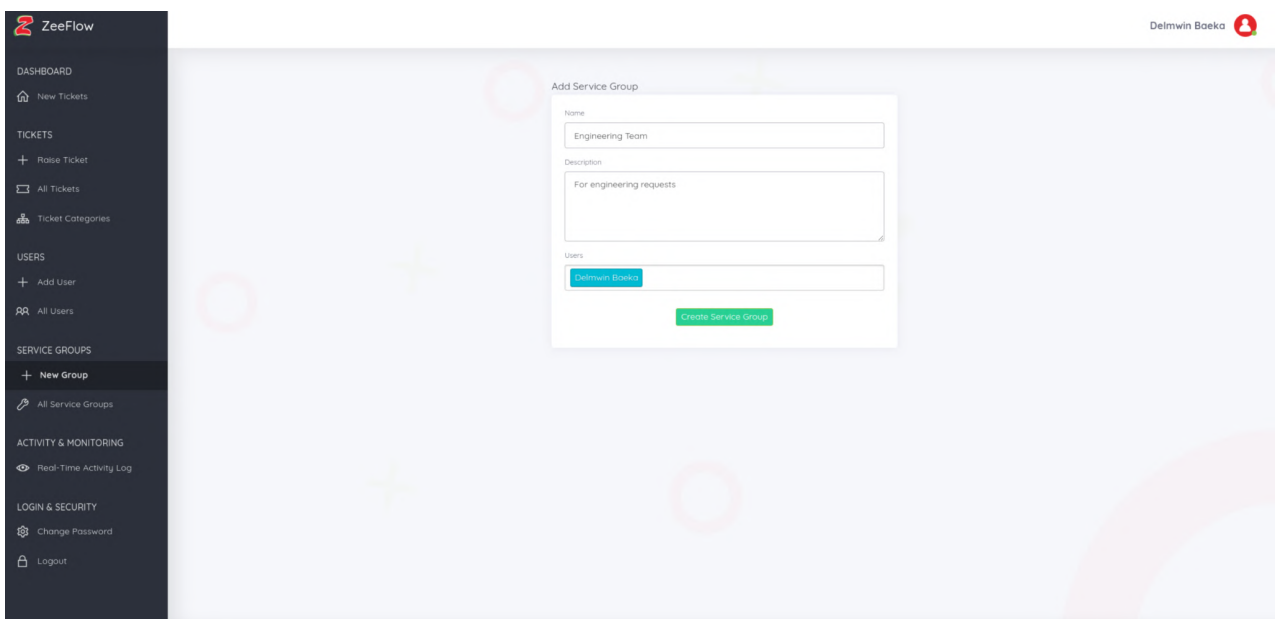 ZeeFlow
Delmwin Baeka
DASHBOARD
New Tickets
TICKETS
Raise Ticket
All Tickets
Ticket Categories
USERS
Add User
All Users
SERVICE GROUPS
New Group
All Service Groups
ACTIVITY & MONITORING
Real-Time Activity Log
LOGIN & SECURITY
Change Password
Logout
Add Service Group
Name
Engineering Team
Description
For engineering requests
Users
Delmwin Baeka
Create Service Group